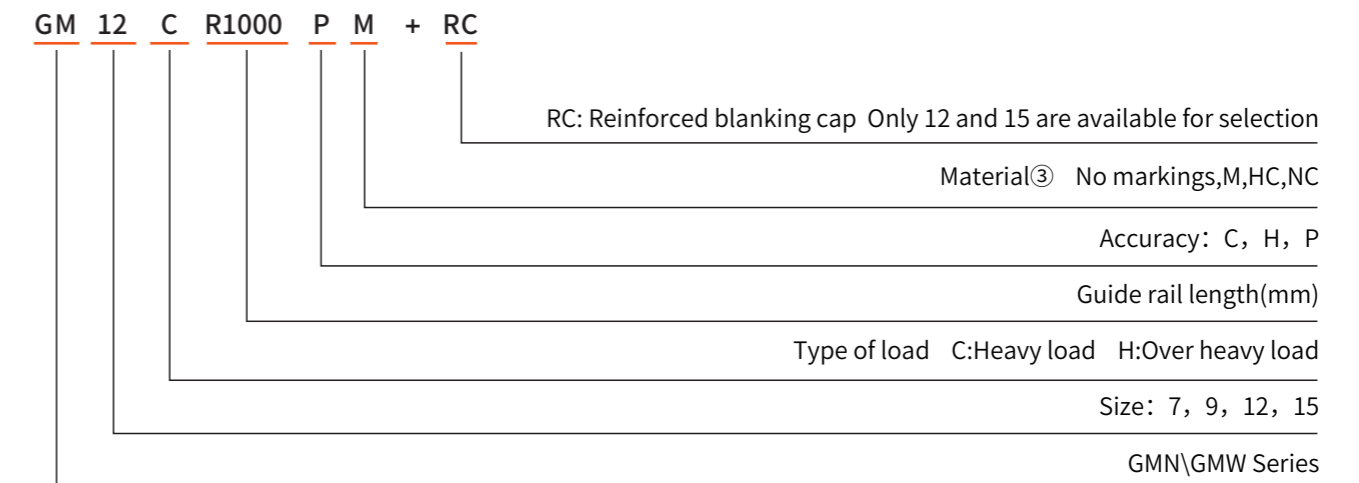 GM 12 C R1000 P M + RC
RC: Reinforced blanking cap Only 12 and 15 are available for selection
Material③ No markings,M,HC,NC
Accuracy：C，H，P
Guide rail length(mm)
Type of load C:Heavy load H:Over heavy load
Size：7，9，12，15
GMN\GMW Series